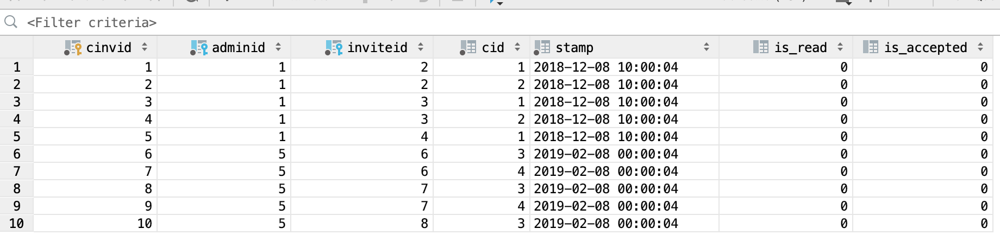 <Filter criteria>
cinvid adminid inviteid cid stamp is_read is_accepted
1 1 1 2 1 2018-12-08 10:00:04 0 0
2 2 1 2 2 2018-12-08 10:00:04 0 0
3 3 1 3 1 2018-12-08 10:00:04 0 0
4 4 1 3 2 2018-12-08 10:00:04 0 0
5 5 1 4 1 2018-12-08 10:00:04 0 0
6 6 5 6 3 2019-02-08 00:00:04 0 0
7 7 5 6 4 2019-02-08 00:00:04 0 0
8 8 5 7 3 2019-02-08 00:00:04 0 0
9 9 5 7 4 2019-02-08 00:00:04 0 0
10 10 5 8 3 2019-02-08 00:00:04 0 0